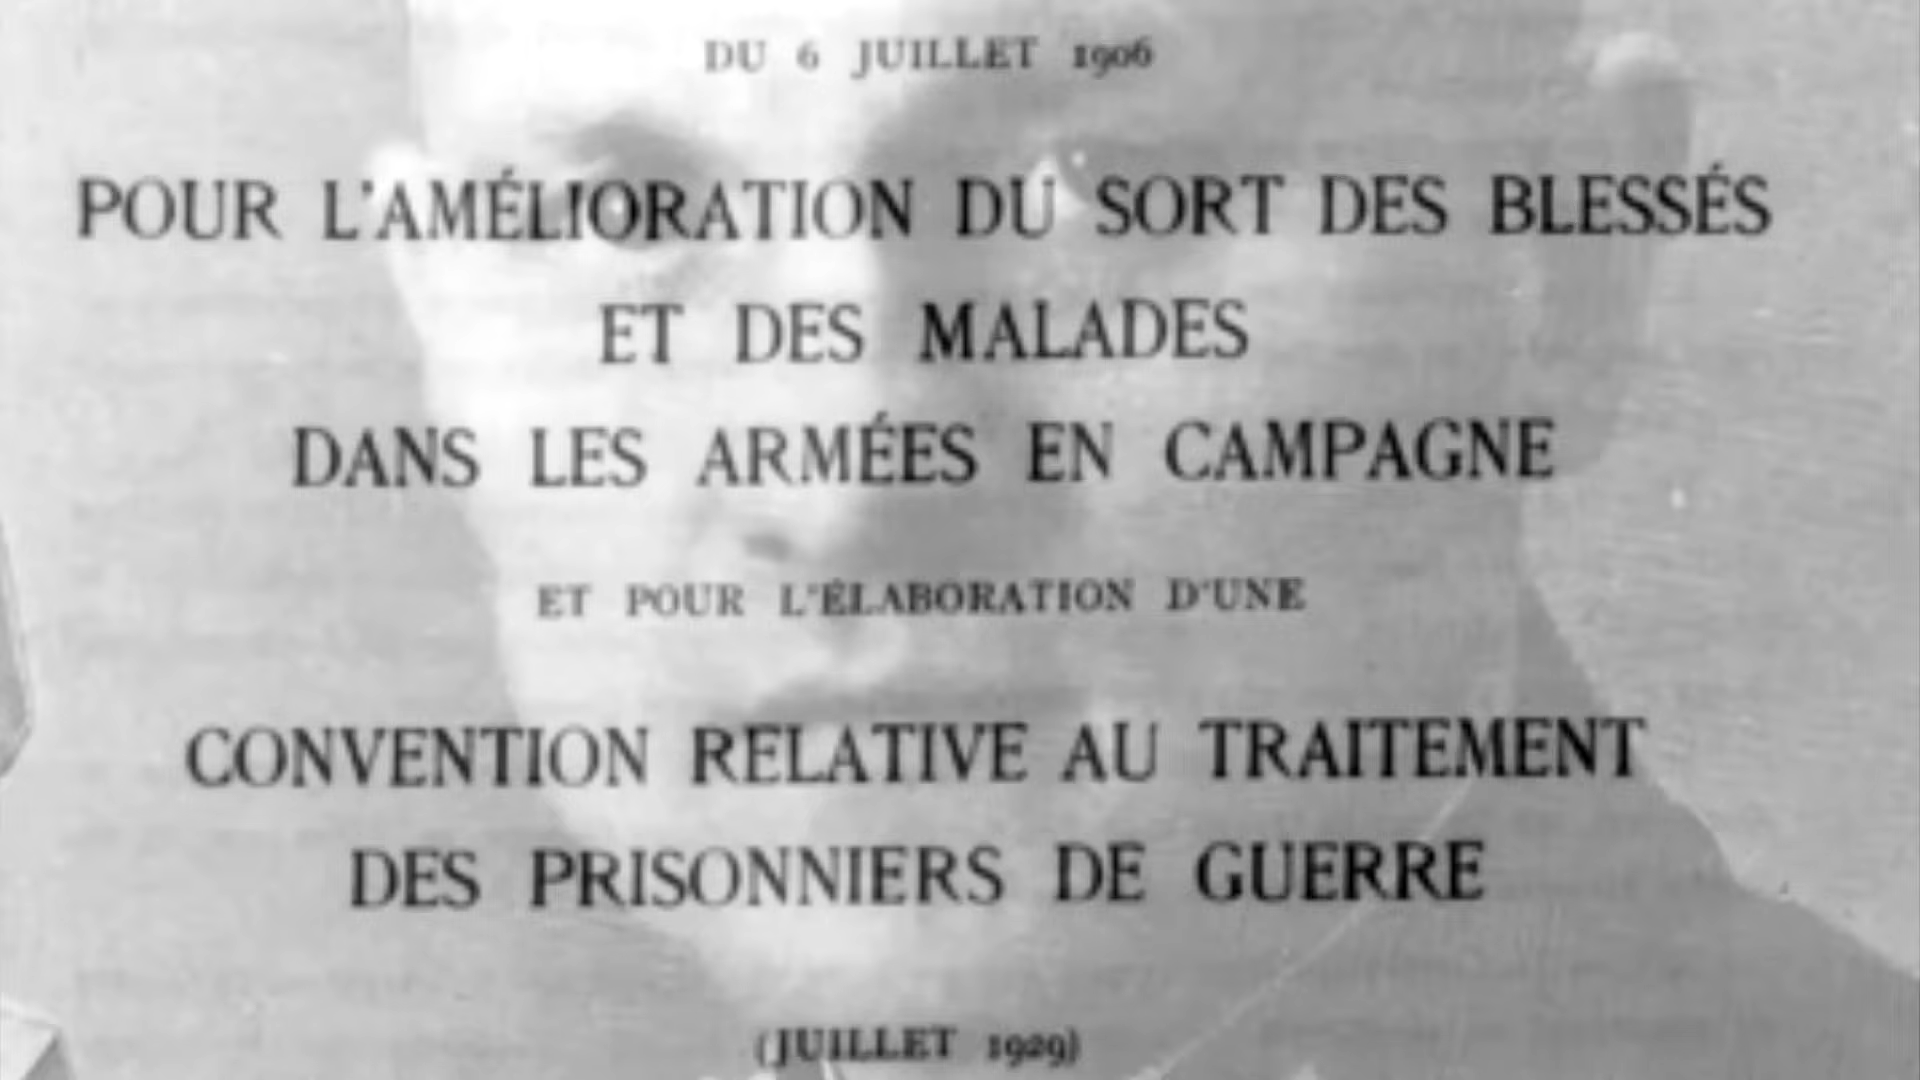 DU 6 JUILLET 1906
POUR L'AMÉLIORATION DU SORT DES BLESSÉS
ET DES MALADES
DANS LES ARMÉES EN CAMPAGNE
ET POUR L'ÉLABORATION D'UNE
CONVENTION RELATIVE AU TRAITEMENT
DES PRISONNIERS DE GUERRE
(JUILLET 1929)